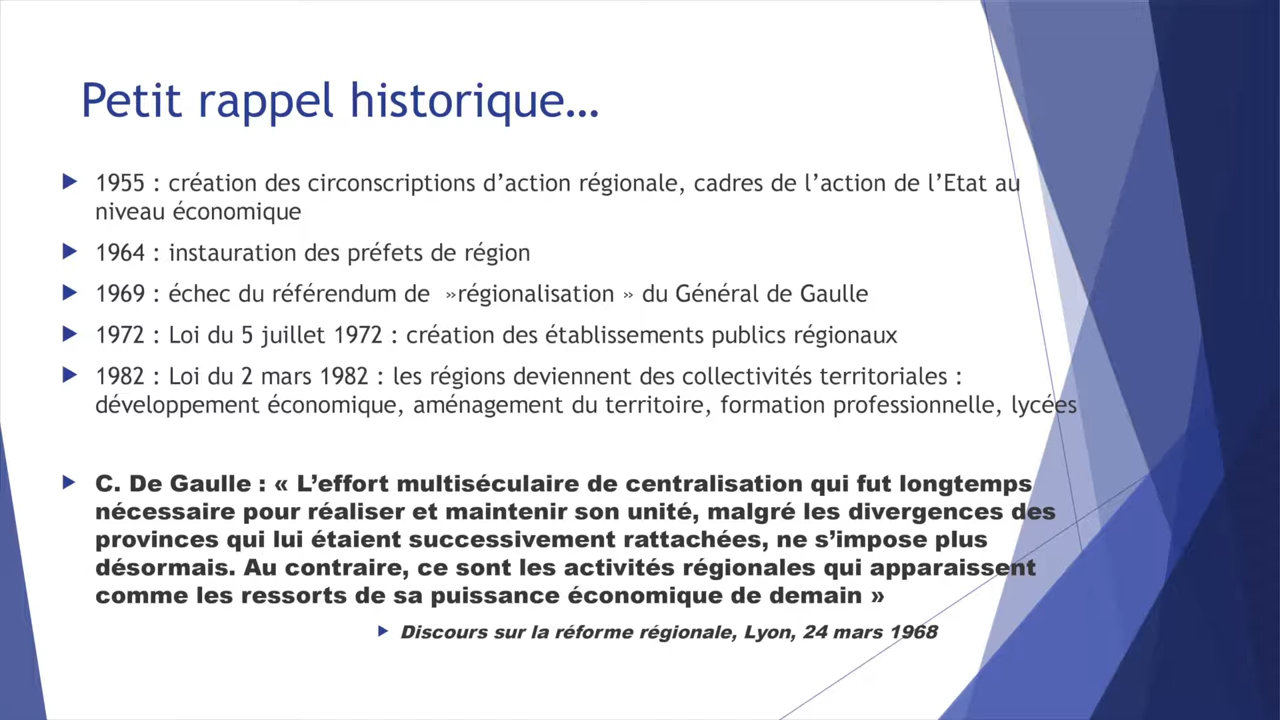 Petit rappel historique...
1955 : création des circonscriptions d’action régionale, cadres de l’action de l’Etat au
niveau économique
1964 : instauration des préfets de région
1969 : échec du référendum de »régionalisation » du Général de Gaulle
1972 : Loi du 5 juillet 1972 : création des établissements publics régionaux
1982 : Loi du 2 mars 1982 : les régions deviennent des collectivités territoriales :
développement économique, aménagement du territoire, formation professionnelle, lycées
C. De Gaulle : « L’effort multiséculaire de centralisation qui fut longtemps
nécessaire pour réaliser et maintenir son unité, malgré les divergences des
provinces qui lui étaient successivement rattachées, ne s’impose plus
désormais. Au contraire, ce sont les activités régionales qui apparaissent
comme les ressorts de sa puissance économique de demain »
Discours sur la réforme régionale, Lyon, 24 mars 1968